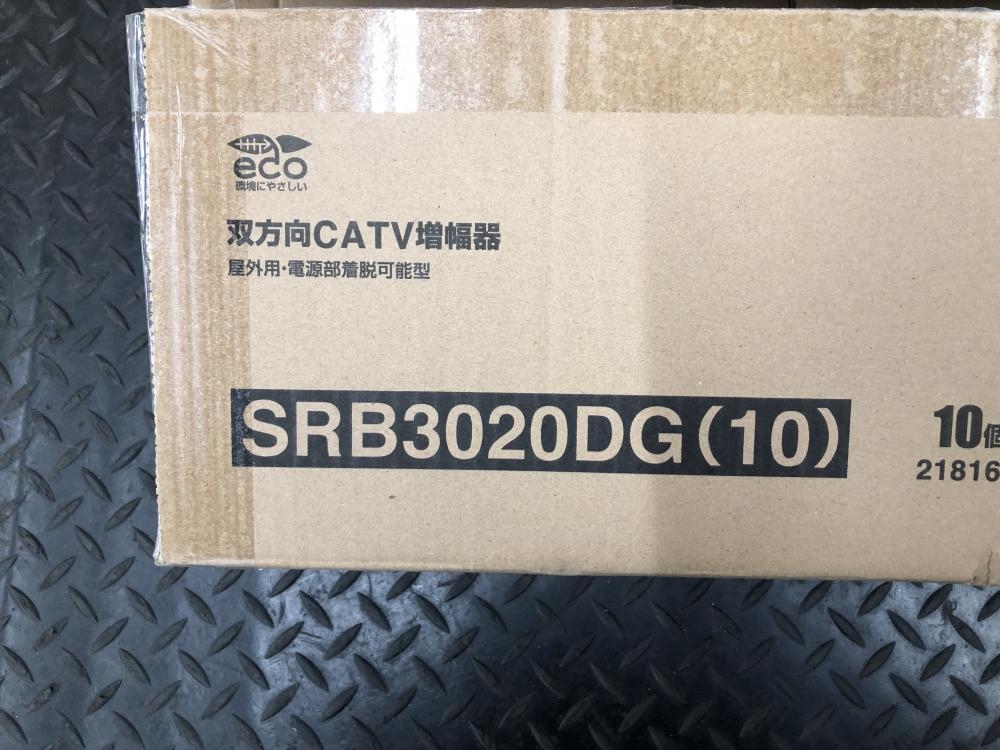 eco
環境にやさしい
双方向CATV増幅器
屋外用・電源部着脱可能型
SRB3020DG(10)
10個
21816